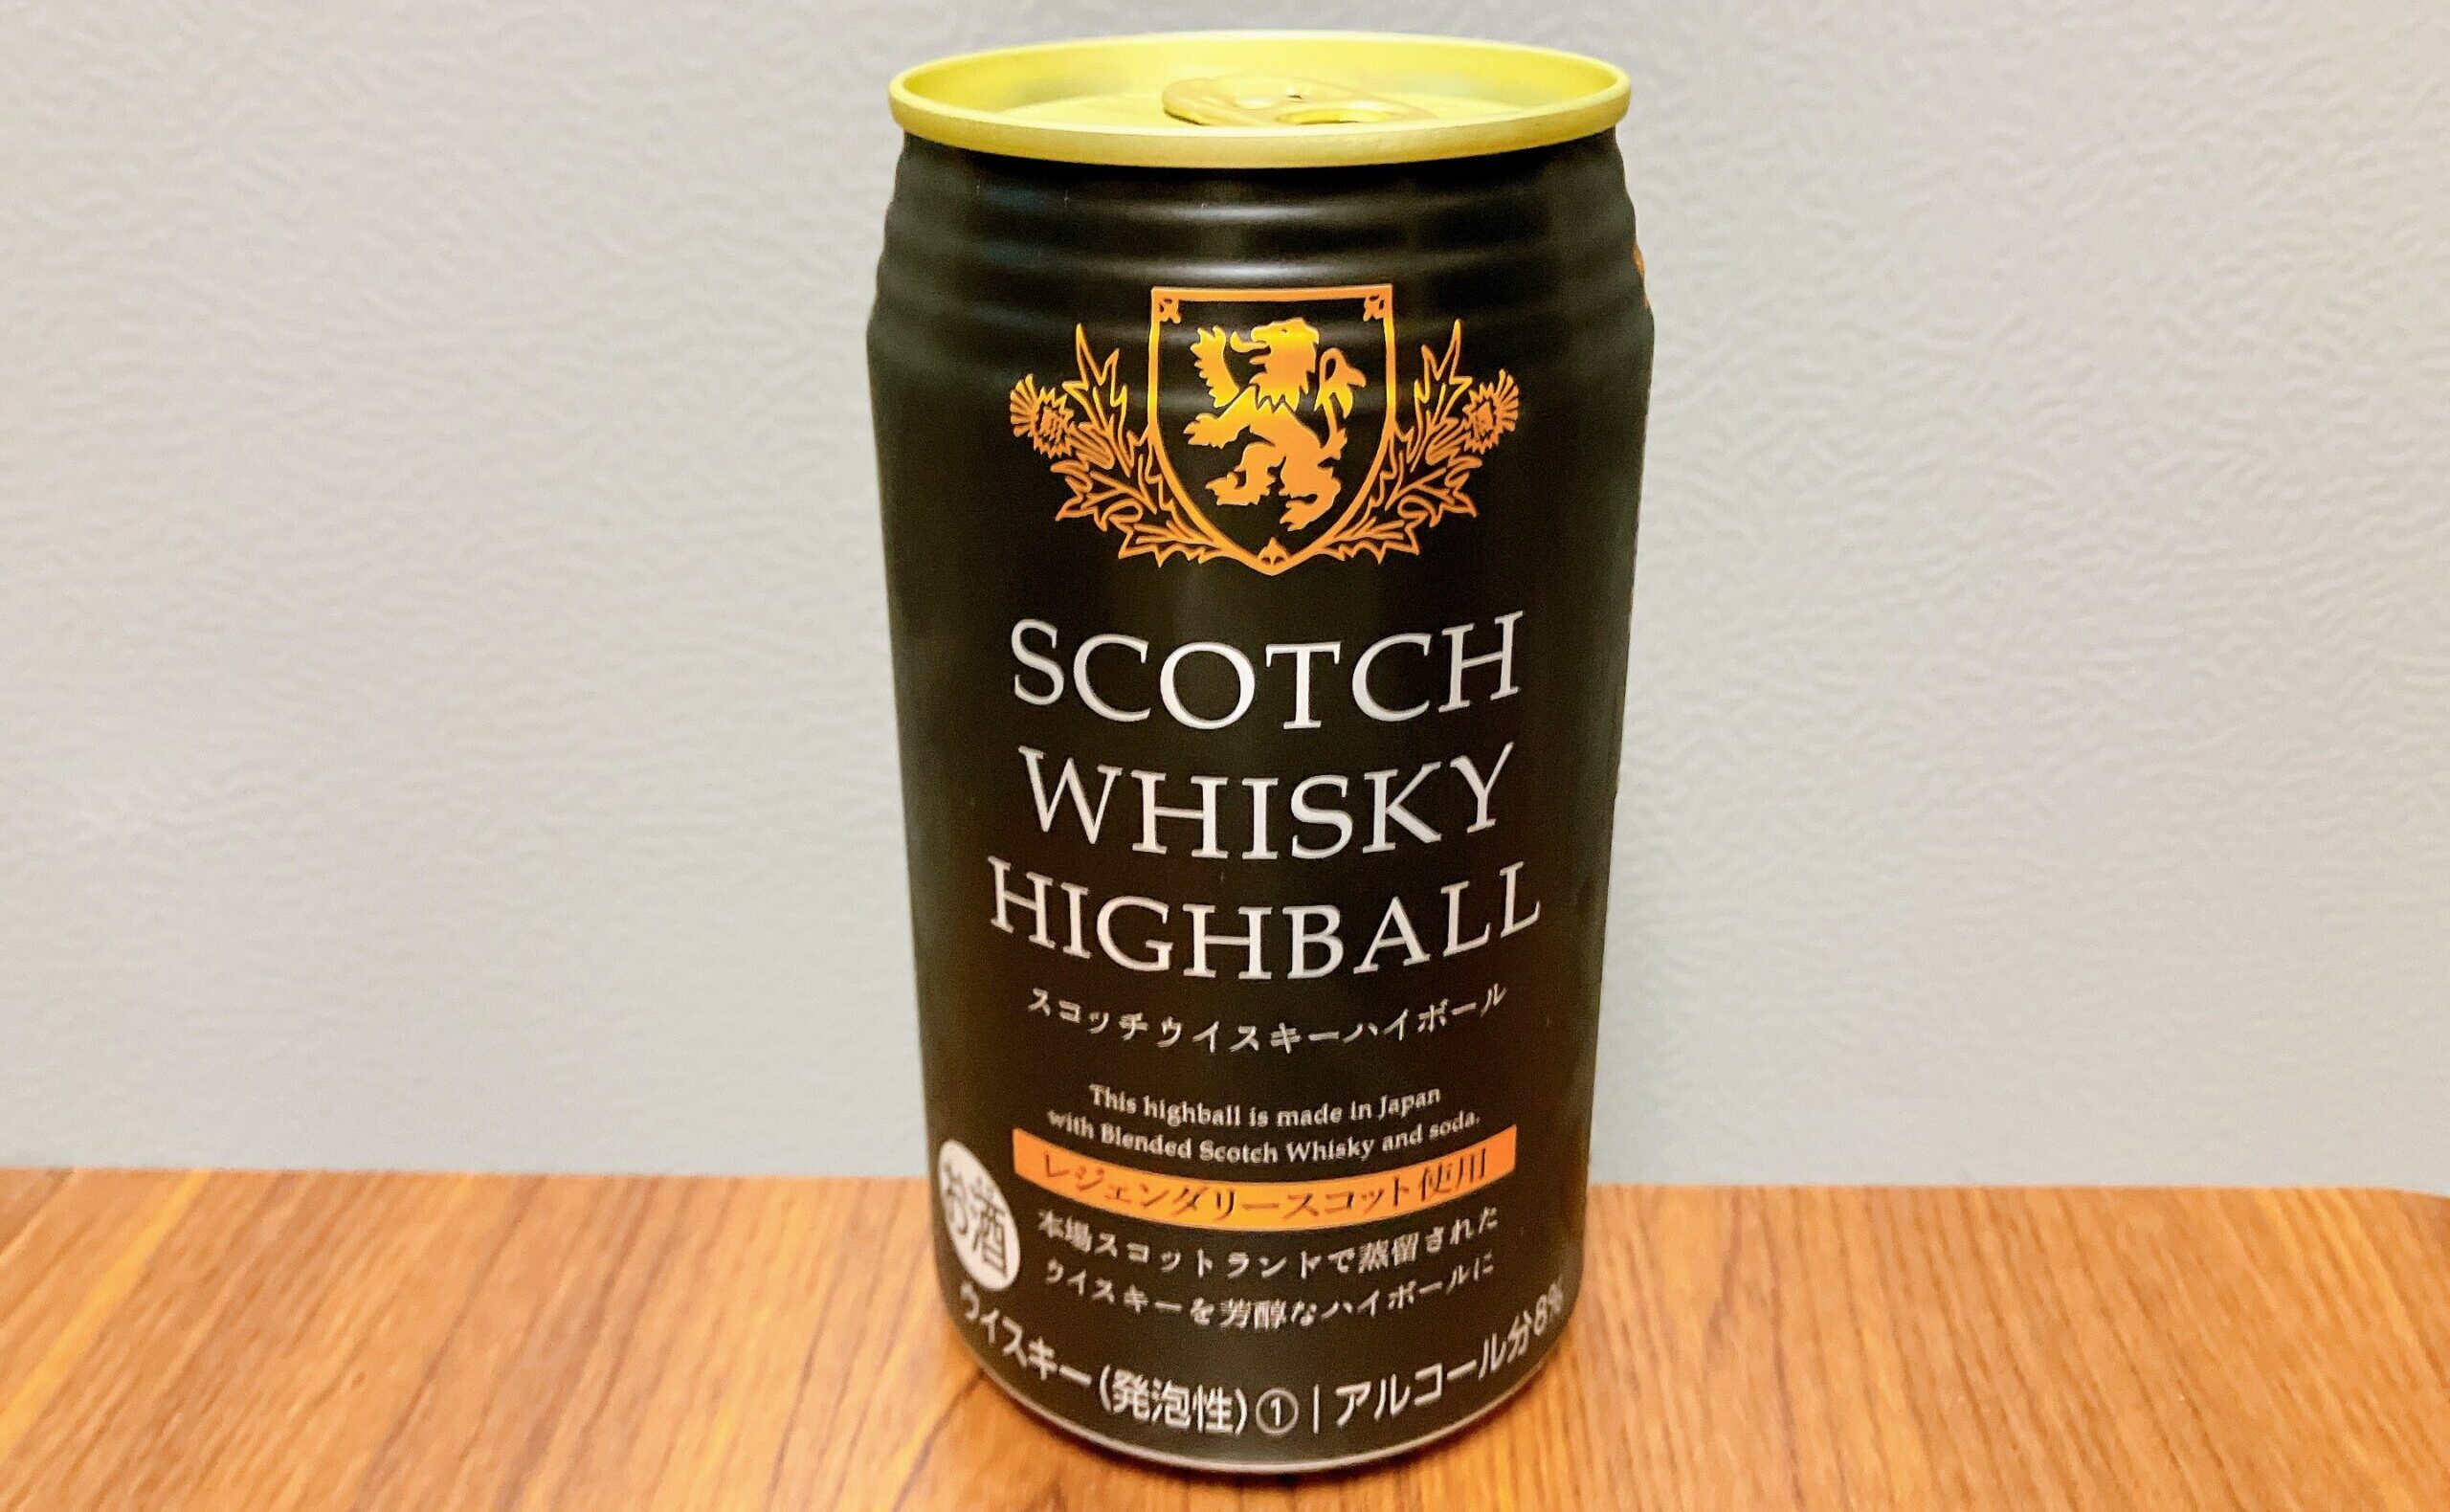 SCOTCH
WHISKY
HIGHBALL
スコッチウイスキーハイボール
This highball is made in Japan
with Blended Scotch Whisky and soda.
レジェンダリースコット使用
お酒
本場スコットランドで蒸留された
ウイスキーを芳醇なハイボールに
ウイスキー(発泡性)①|アルコール分8%